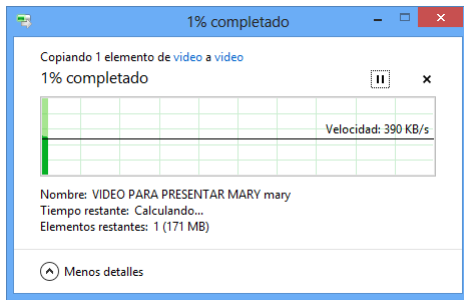 1% completado
Copiando 1 elemento de video a video
1% completado
Velocidad: 390 KB/s
Nombre: VIDEO PARA PRESENTAR MARY mary
Tiempo restante: Calculando...
Elementos restantes: 1 (171 MB)
Menos detalles